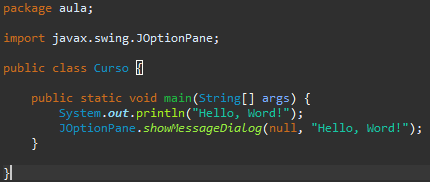 package aula;
import javax.swing.JOptionPane;
public class Curso {
public static void main(String[] args) {
System.out.println("Hello, Word!");
JOptionPane.showMessageDialog(null, "Hello, Word!");
}
}